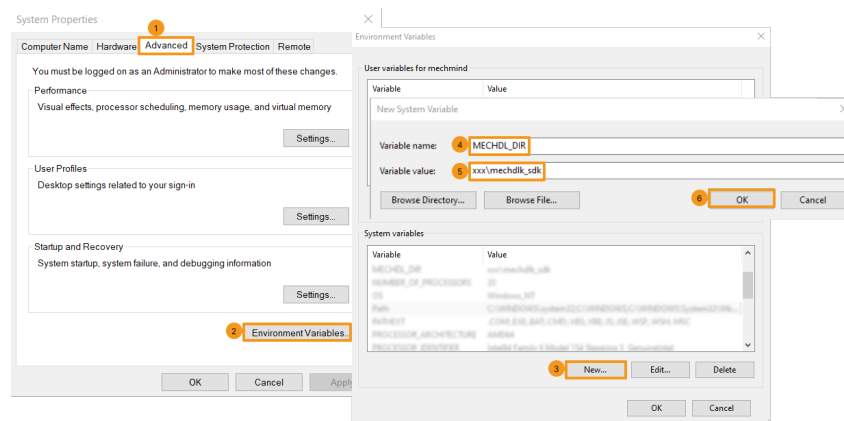 System Properties
1
Computer Name Hardware Advanced System Protection Remote
You must be logged on as an Administrator to make most of these changes.
Performance
Visual effects, processor scheduling, memory usage, and virtual memory
Settings...
User Profiles
Desktop settings related to your sign-in
Settings...
Startup and Recovery
System startup, system failure, and debugging information
Settings...
2 Environment Variables..
OK Cancel Apply
Environment Variables
User variables for mechmind
Variable Value
New System Variable
Variable name: 4 MECHDL_DIR
Variable value: 5 xxx\mechdlk_sdk
Browse Directory... Browse File... 6 OK Cancel
System variables
Variable Value
MECHDL_DIR xxx\mechdlk_sdk
NUMBER_OF_PROCESSORS 20
OS Windows_NT
Path
PATHEXT .COM;.EXE;.BAT;.CMD;.VBS;.VBE;.JS;.JSE;.WSF;.WSH;.MSC
PROCESSOR_ARCHITECTURE AMD64
PROCESSOR_IDENTIFIER
3 New... Edit... Delete
OK Cancel